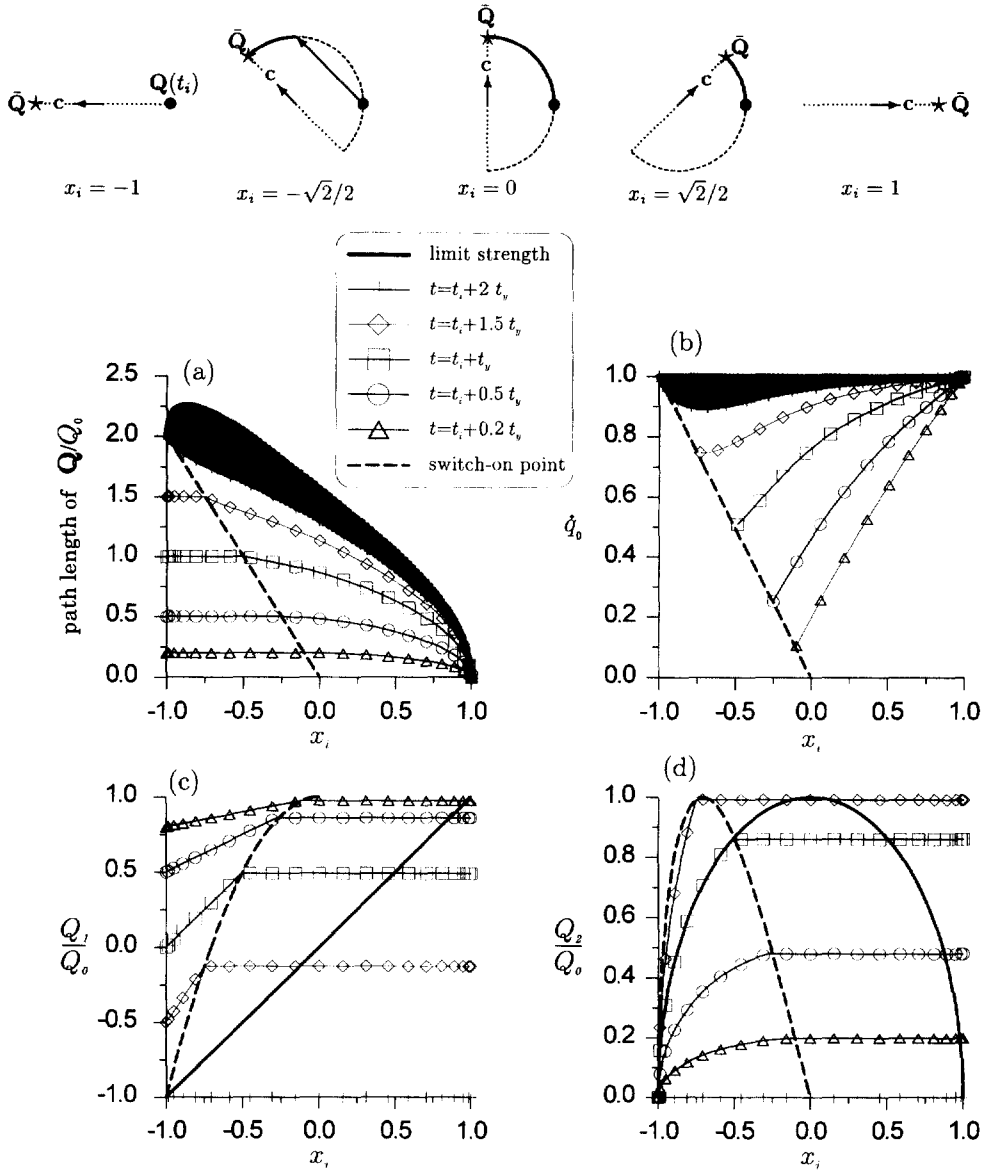 Q̄ c Q(tᵢ)
Q̄ c
Q̄ c
Q̄ c
c Q̄
xᵢ = −1
xᵢ = −√2/2
xᵢ = 0
xᵢ = √2/2
xᵢ = 1
limit strength
t=tᵢ+2 t_y
t=tᵢ+1.5 t_y
t=tᵢ+t_y
t=tᵢ+0.5 t_y
t=tᵢ+0.2 t_y
switch-on point
(a)
path length of Q/Q₀
2.5
2.0
1.5
1.0
0.5
0.0
-1.0 -0.5 0.0 0.5 1.0
xᵢ
(b)
q̇₀
1.0
0.8
0.6
0.4
0.2
0.0
-1.0 -0.5 0.0 0.5 1.0
xᵢ
(c)
Q₁/Q₀
1.0
0.5
0.0
-0.5
-1.0
-1.0 -0.5 0.0 0.5 1.0
xᵢ
(d)
Q₂/Q₀
1.0
0.8
0.6
0.4
0.2
0.0
-1.0 -0.5 0.0 0.5 1.0
xᵢ